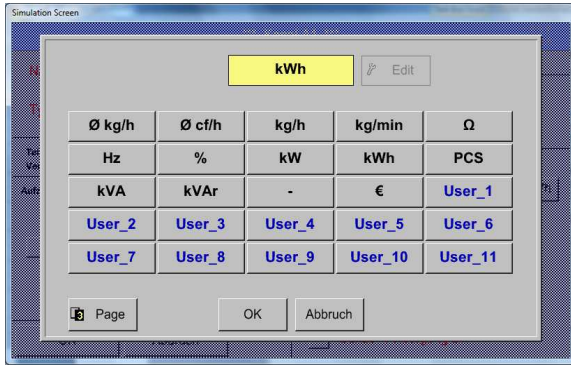 Simulation Screen
kWh Edit
Ø kg/h Ø cf/h kg/h kg/min Ω
Hz % kW kWh PCS
kVA kVAr - € User_1
User_2 User_3 User_4 User_5 User_6
User_7 User_8 User_9 User_10 User_11
3 Page OK Abbruch